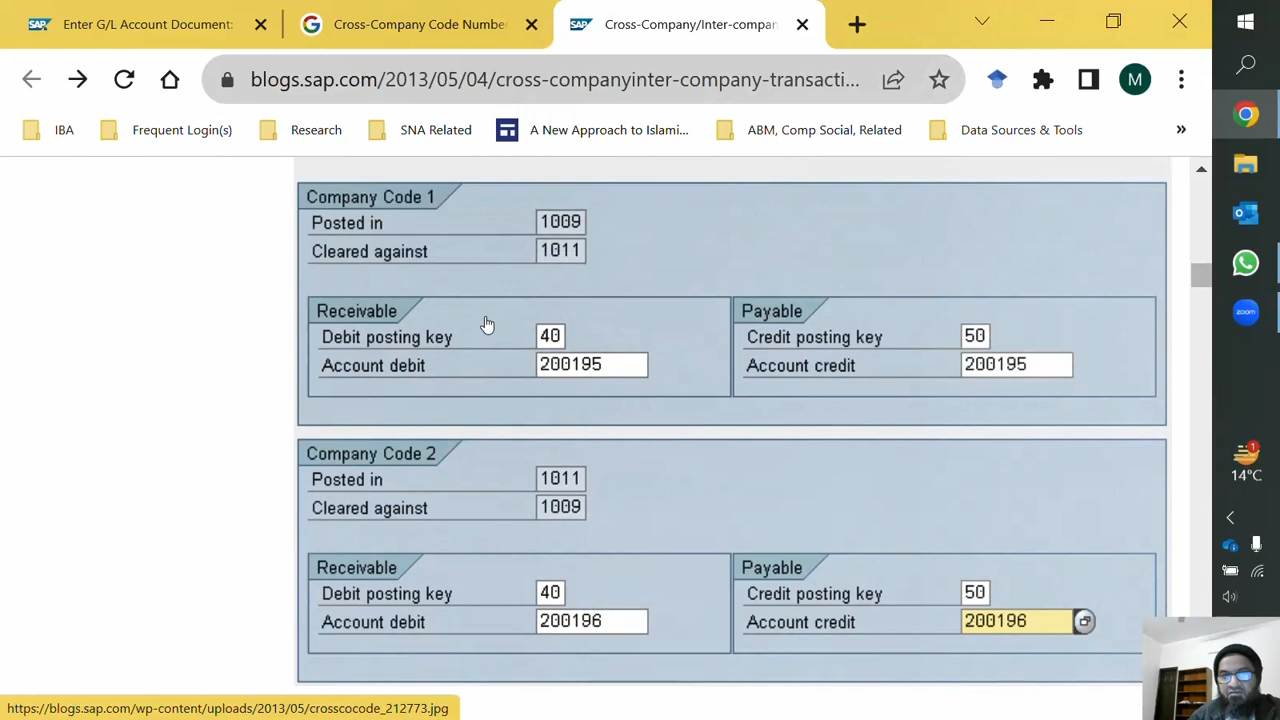 SAP Enter G/L Account Document:
Cross-Company Code Numbe
SAP Cross-Company/Inter-compan
blogs.sap.com/2013/05/04/cross-companyinter-company-transacti...
M
IBA
Frequent Login(s)
Research
SNA Related
A New Approach to Islami...
ABM, Comp Social, Related
Data Sources & Tools
»
Company Code 1
Posted in 1009
Cleared against 1011
Receivable
Payable
Debit posting key 40
Credit posting key 50
Account debit 200195
Account credit 200195
Company Code 2
Posted in 1011
Cleared against 1009
Receivable
Payable
Debit posting key 40
Credit posting key 50
Account debit 200196
Account credit 200196
1
14°C
zoom
https://blogs.sap.com/wp-content/uploads/2013/05/crosscocode_212773.jpg